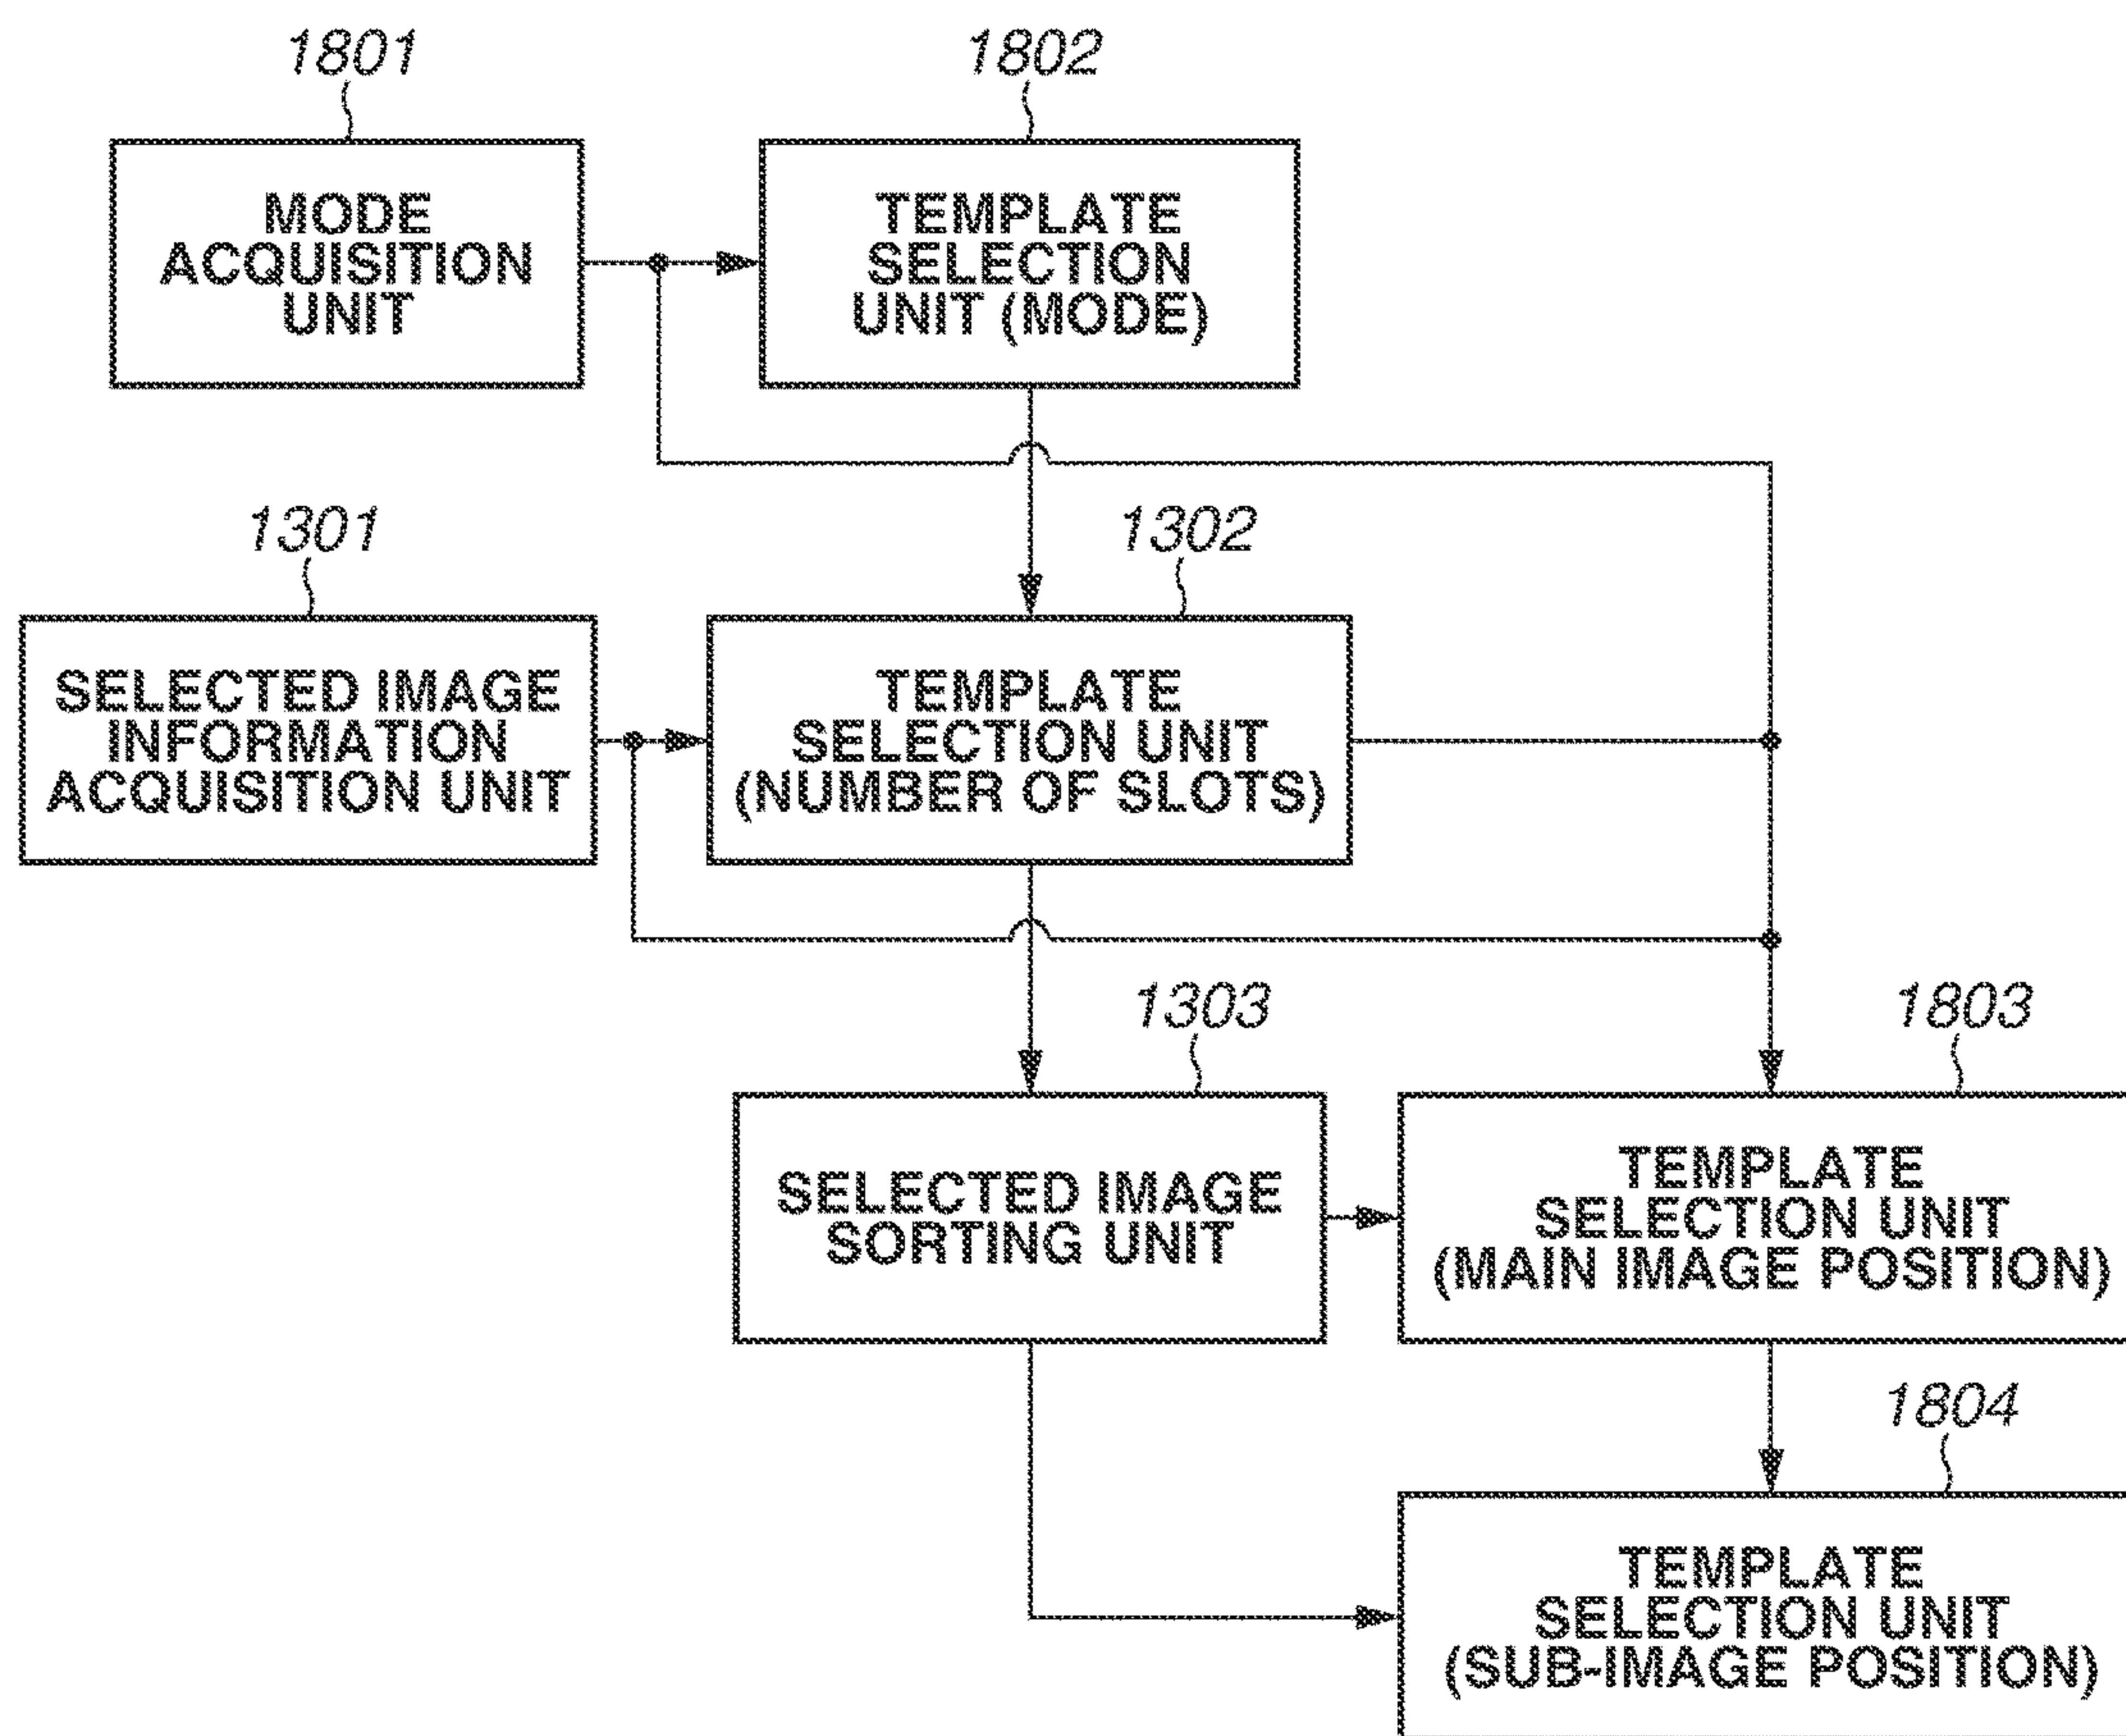 1801
1802
MODE
ACQUISITION
UNIT
TEMPLATE
SELECTION
UNIT (MODE)
1301
1302
SELECTED IMAGE
INFORMATION
ACQUISITION UNIT
TEMPLATE
SELECTION UNIT
(NUMBER OF SLOTS)
1303
1803
SELECTED IMAGE
SORTING UNIT
TEMPLATE
SELECTION UNIT
(MAIN IMAGE POSITION)
1804
TEMPLATE
SELECTION UNIT
(SUB-IMAGE POSITION)